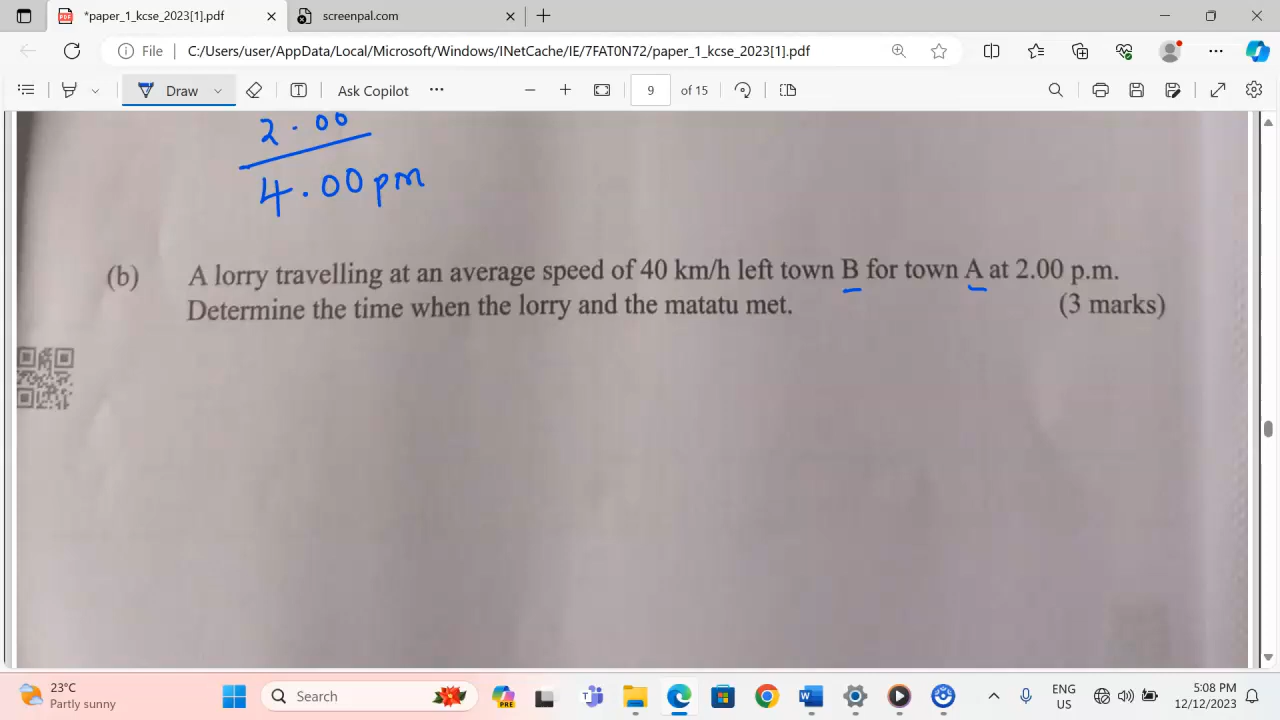 *paper_1_kcse_2023[1].pdf
screenpal.com
File
C:/Users/user/AppData/Local/Microsoft/Windows/INetCache/IE/7FAT0N72/paper_1_kcse_2023[1].pdf
Draw
Ask Copilot
9 of 15
2.00
4.00 pm
(b) A lorry travelling at an average speed of 40 km/h left town B for town A at 2.00 p.m.
Determine the time when the lorry and the matatu met. (3 marks)
23°C
Partly sunny
Search
PRE
ENG
US
5:08 PM
12/12/2023